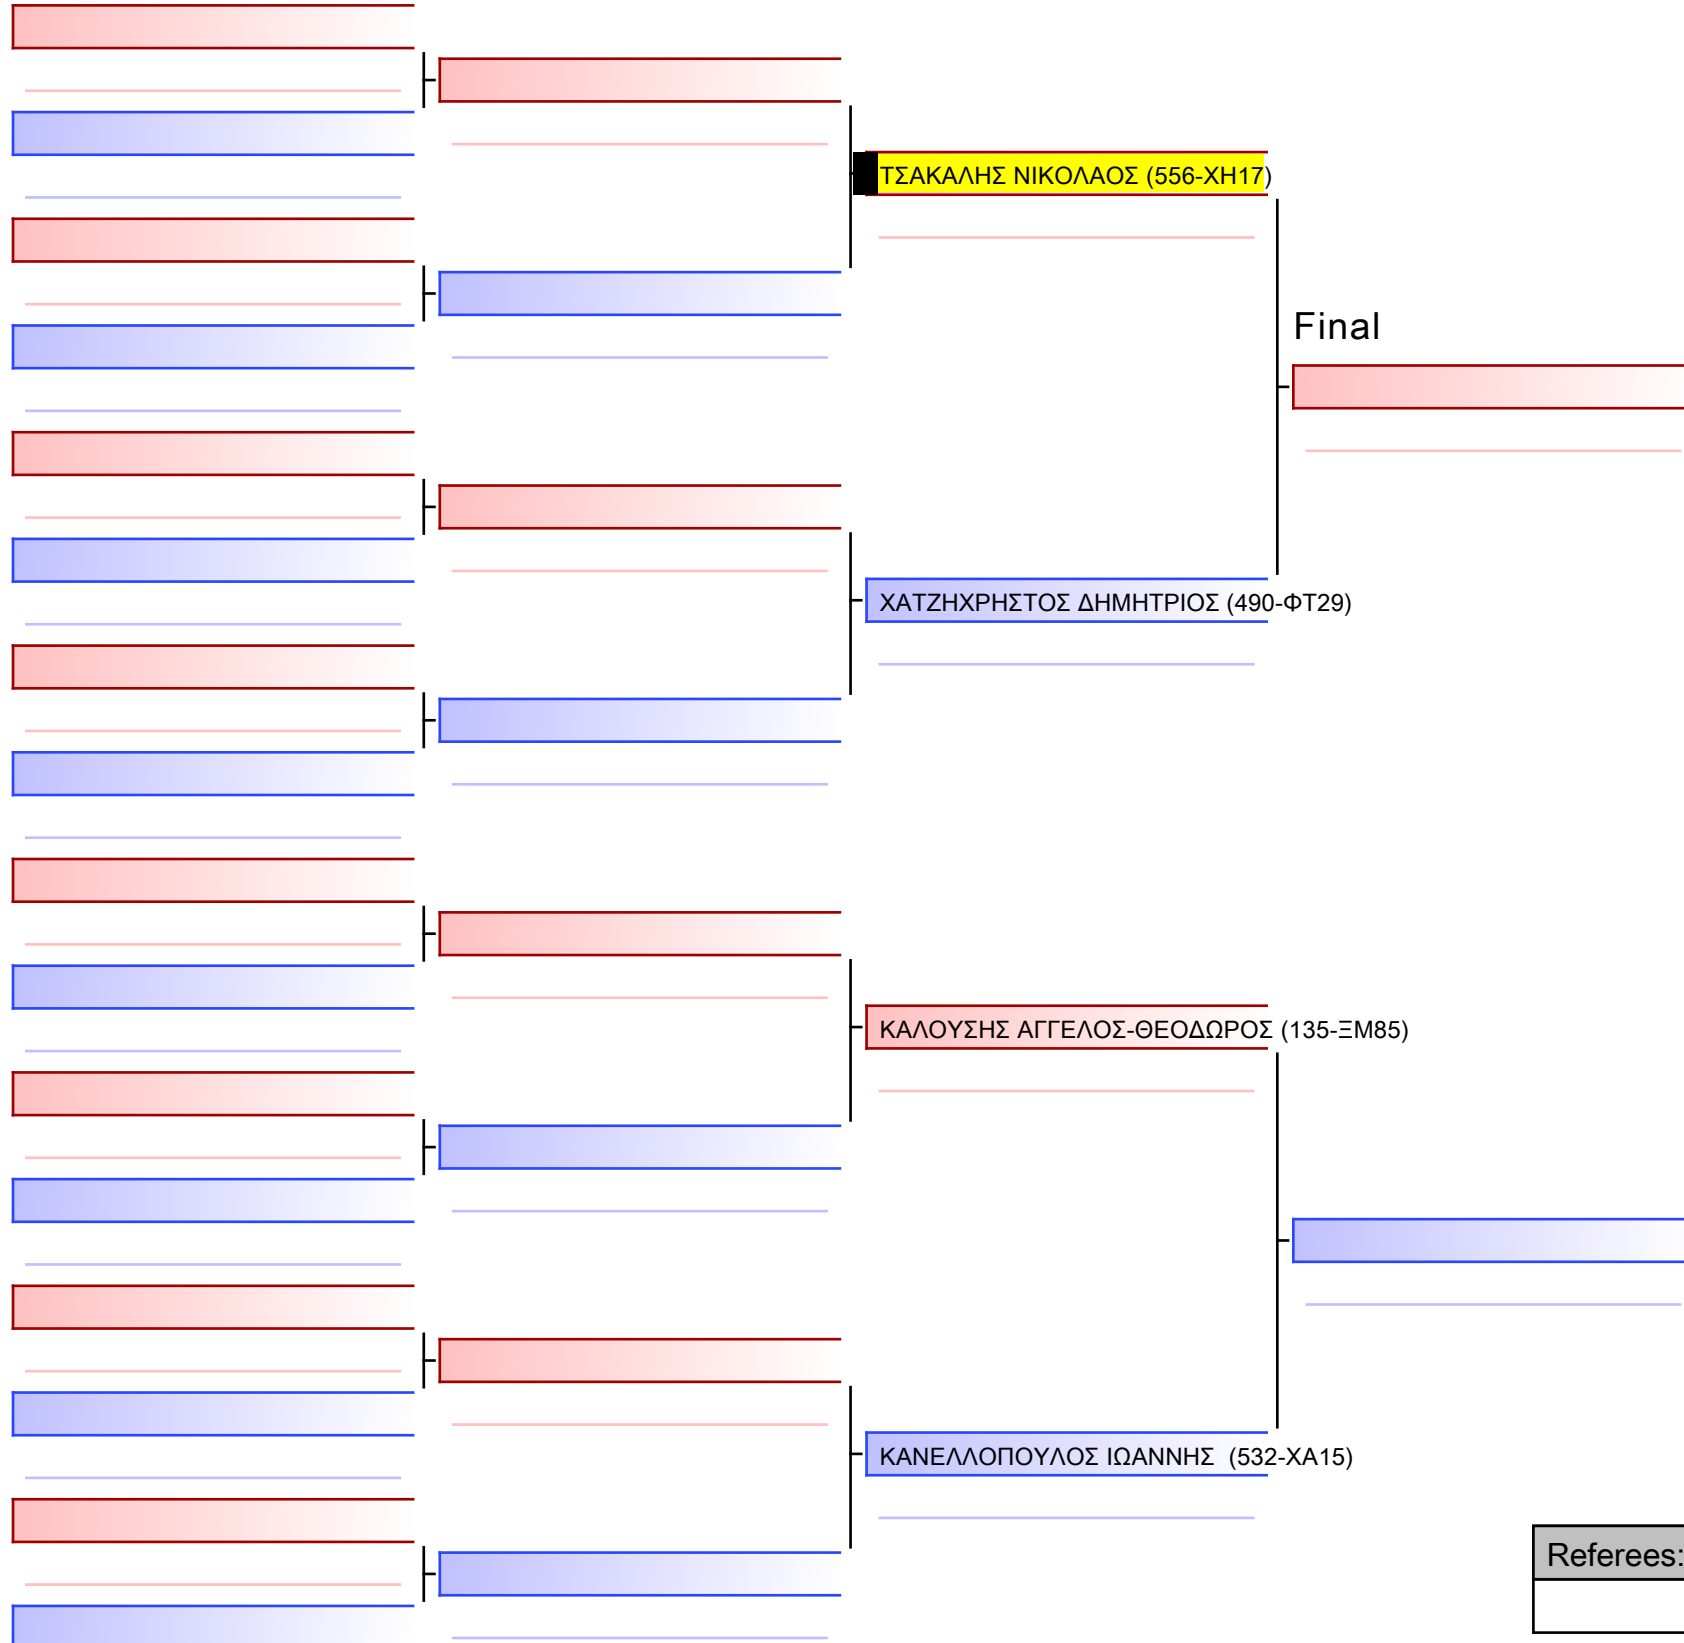 ΤΣΑΚΑΛΗΣ ΝΙΚΟΛΑΟΣ (556-ΧΗ17)
Final
ΧΑΤΖΗΧΡΗΣΤΟΣ ΔΗΜΗΤΡΙΟΣ (490-ΦΤ29)
ΚΑΛΟΥΣΗΣ ΑΓΓΕΛΟΣ-ΘΕΟΔΩΡΟΣ (135-ΞΜ85)
ΚΑΝΕΛΛΟΠΟΥΛΟΣ ΙΩΑΝΝΗΣ (532-ΧΑ15)
Referees: